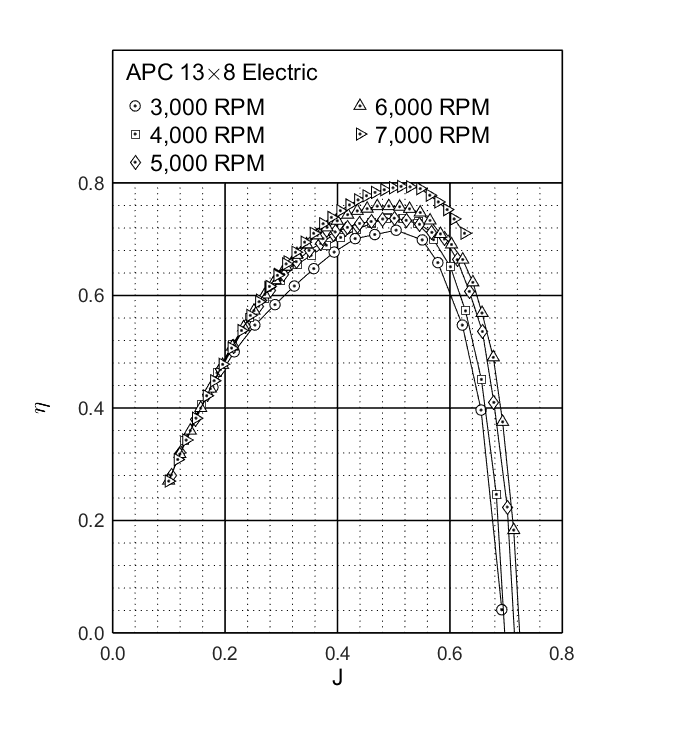 APC 13×8 Electric
3,000 RPM
6,000 RPM
4,000 RPM
7,000 RPM
5,000 RPM
0.8
0.6
0.4
0.2
0.0
η
0.0 0.2 0.4 0.6 0.8
J